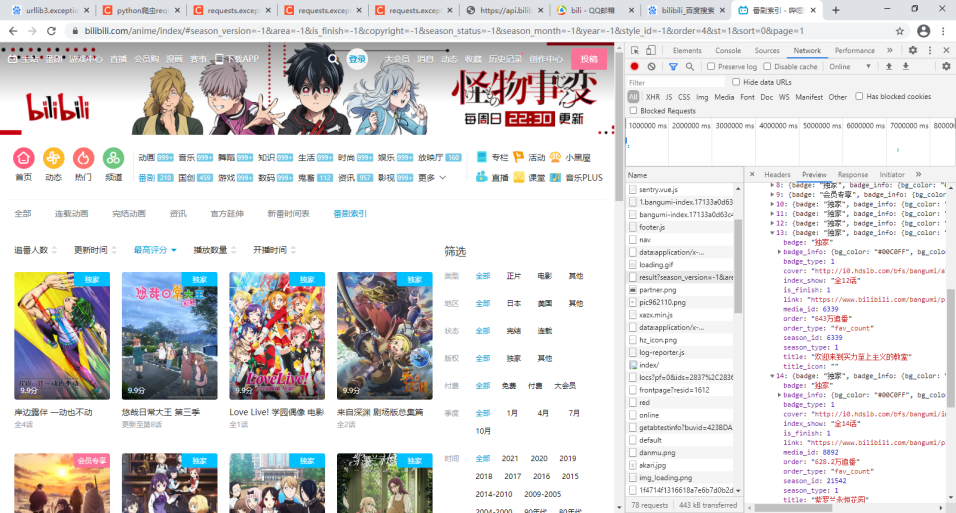 urllib3.exceptio
python爬虫req
requests.excep
requests.excep
requests.excep
https://api.bilib
bili - QQ邮箱
bilibili_百度搜索
番剧索引 - 哔哩
bilibili.com/anime/index/#season_version=-1&area=-1&is_finish=-1&copyright=-1&season_status=-1&season_month=-1&year=-1&style_id=-1&order=4&st=1&sort=0&page=1
主站 番剧 游戏中心 直播 会员购 漫画 赛事 下载APP
登录 大会员 消息 动态 收藏 历史记录 创作中心 投稿
bilibili
怪物事变
每周日 22:30 更新
首页 动态 热门 频道
动画 999+ 音乐 999+ 舞蹈 999+ 知识 999+ 生活 999+ 时尚 999+ 娱乐 999+ 放映厅 160
番剧 210 国创 459 游戏 999+ 数码 999+ 鬼畜 112 资讯 957 影视 999+ 更多
专栏 活动 小黑屋
直播 课堂 音乐PLUS
全部 连载动画 完结动画 资讯 官方延伸 新番时间表 番剧索引
追番人数 更新时间 最高评分 播放数量 开播时间
独家 独家 独家 独家
9.9分 9.9分 9.9分 9.9分
LoveLive!
岸边露伴 一动也不动
全4话
悠哉日常大王 第三季
更新至第8话
Love Live! 学园偶像 电影
全1话
来自深渊 剧场版总集篇
全2话
会员专享 独家 独家 独家
筛选
类型 全部 正片 电影 其他
地区 全部 日本 美国 其他
状态 全部 完结 连载
版权 全部 独家 其他
付费 全部 免费 付费 大会员
季度 全部 1月 4月 7月
10月
时间 全部 2021 2020 2019
2018 2017 2016 2015
2014-2010 2009-2005
2004-2000 90年代 80年代
Elements Console Sources Network Performance
Preserve log Disable cache Online
Filter Hide data URLs
All XHR JS CSS Img Media Font Doc WS Manifest Other Has blocked cookies
Blocked Requests
1000000 ms 2000000 ms 3000000 ms 4000000 ms 5000000 ms 6000000 ms 7000000 ms 80000
Name
sentry.vue.js
1.bangumi-index.17133a0d63
bangumi-index.17133a0d63c4
footer.js
nav
data:application/x-...
loading.gif
result?season_version=-1&are
partner.png
pic962110.png
xazx.min.js
data:application/x-...
hz_icon.png
log-reporter.js
index/
locs?pf=0&ids=2837%2C2836
frontpage?resid=1612
red
online
getabtestinfo?buvid=423BDA
default
danmu.png
akari.jpg
img_loading.png
1f4714f1316618a7e6b7d0b2d
78 requests 443 kB transferred
Headers Preview Response Initiator
8: {badge: "独家", badge_info: {bg_color: "
9: {badge: "会员专享", badge_info: {bg_color
10: {badge: "独家", badge_info: {bg_color: "
11: {badge: "独家", badge_info: {bg_color: "
12: {badge: "独家", badge_info: {bg_color: "
13: {badge: "独家", badge_info: {bg_color: "
badge: "独家"
badge_info: {bg_color: "#00C0FF", bg_colo
badge_type: 1
cover: "http://i0.hdslb.com/bfs/bangumi/a
index_show: "全12话"
is_finish: 1
link: "https://www.bilibili.com/bangumi/p
media_id: 6339
order: "643万追番"
order_type: "fav_count"
season_id: 6339
season_type: 1
title: "欢迎来到实力至上主义的教室"
title_icon: ""
14: {badge: "独家", badge_info: {bg_color: "
badge: "独家"
badge_info: {bg_color: "#00C0FF", bg_colo
badge_type: 1
cover: "http://i0.hdslb.com/bfs/bangumi/
index_show: "全14话"
is_finish: 1
link: "https://www.bilibili.com/bangumi/p
media_id: 8892
order: "628.2万追番"
order_type: "fav_count"
season_id: 21542
season_type: 1
title: "紫罗兰永恒花园"